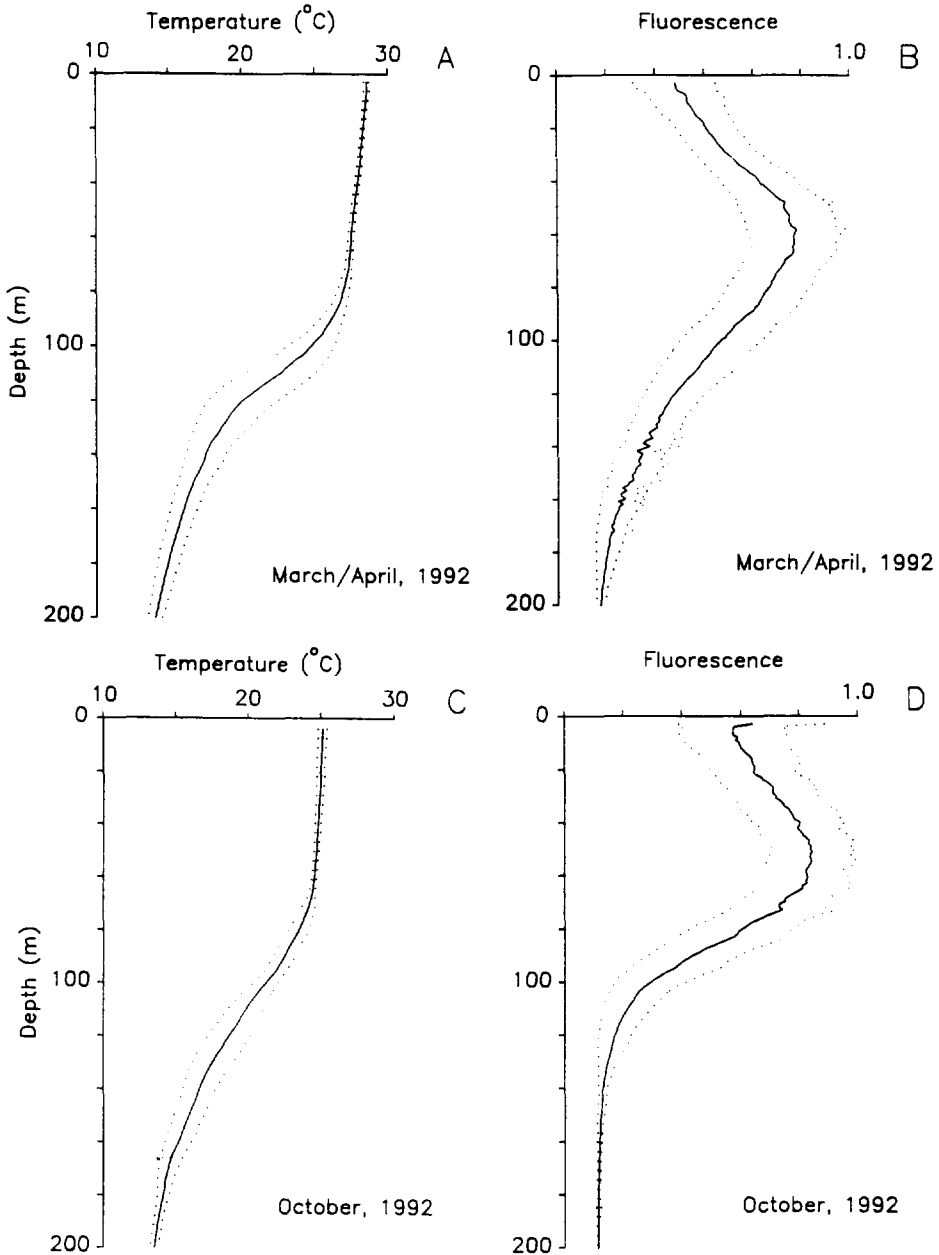 Temperature (°C)
10 20 30
A
0
100
200
Depth (m)
March/April, 1992
Fluorescence
1.0
B
0
100
200
March/April, 1992
Temperature (°C)
10 20 30
C
0
100
200
Depth (m)
October, 1992
Fluorescence
1.0
D
0
100
200
October, 1992